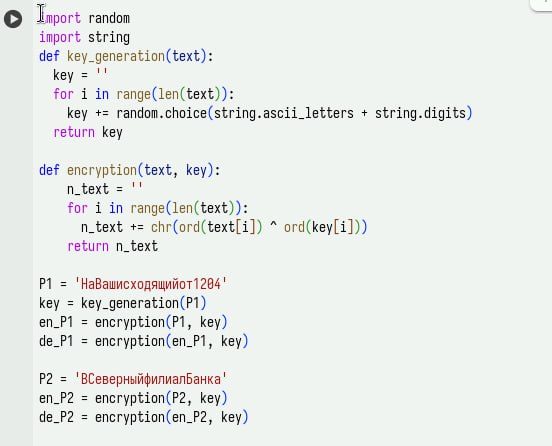 import random
import string
def key_generation(text):
  key = ''
  for i in range(len(text)):
    key += random.choice(string.ascii_letters + string.digits)
  return key

def encryption(text, key):
    n_text = ''
    for i in range(len(text)):
      n_text += chr(ord(text[i]) ^ ord(key[i]))
    return n_text

P1 = 'НаВашисходящийот1204'
key = key_generation(P1)
en_P1 = encryption(P1, key)
de_P1 = encryption(en_P1, key)

P2 = 'ВСеверныйфилиалБанка'
en_P2 = encryption(P2, key)
de_P2 = encryption(en_P2, key)